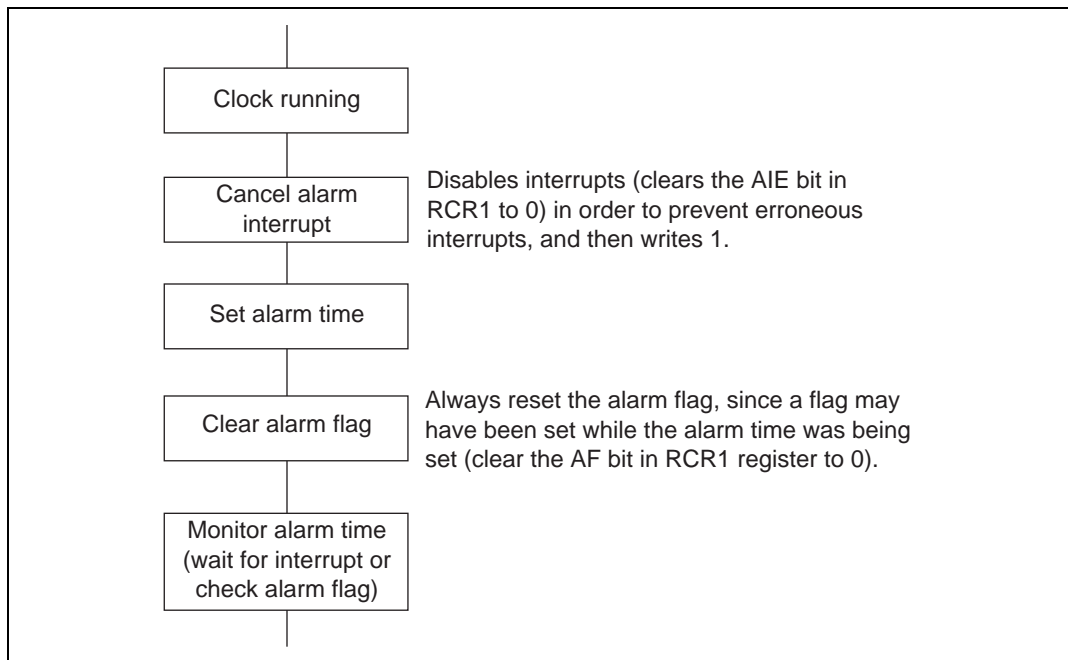 Clock running
Cancel alarm
interrupt
Disables interrupts (clears the AIE bit in
RCR1 to 0) in order to prevent erroneous
interrupts, and then writes 1.
Set alarm time
Clear alarm flag
Always reset the alarm flag, since a flag may
have been set while the alarm time was being
set (clear the AF bit in RCR1 register to 0).
Monitor alarm time
(wait for interrupt or
check alarm flag)